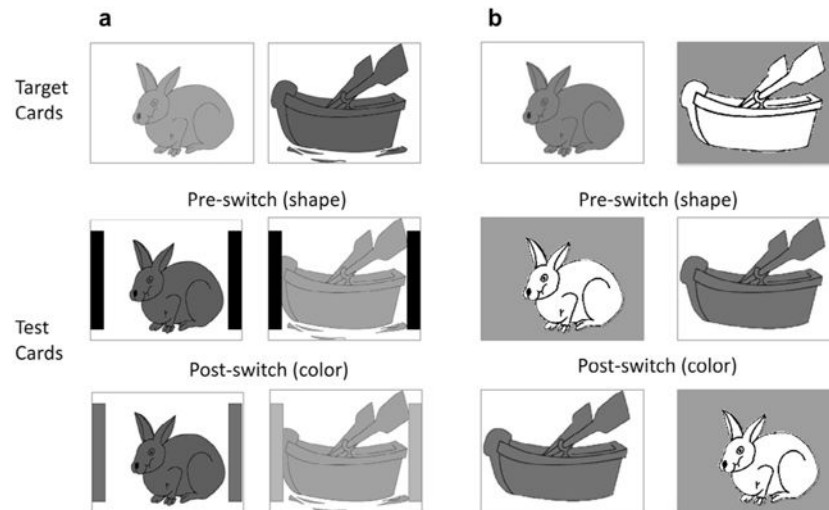 a b
Target
Cards
Pre-switch (shape) Pre-switch (shape)
Test
Cards
Post-switch (color) Post-switch (color)